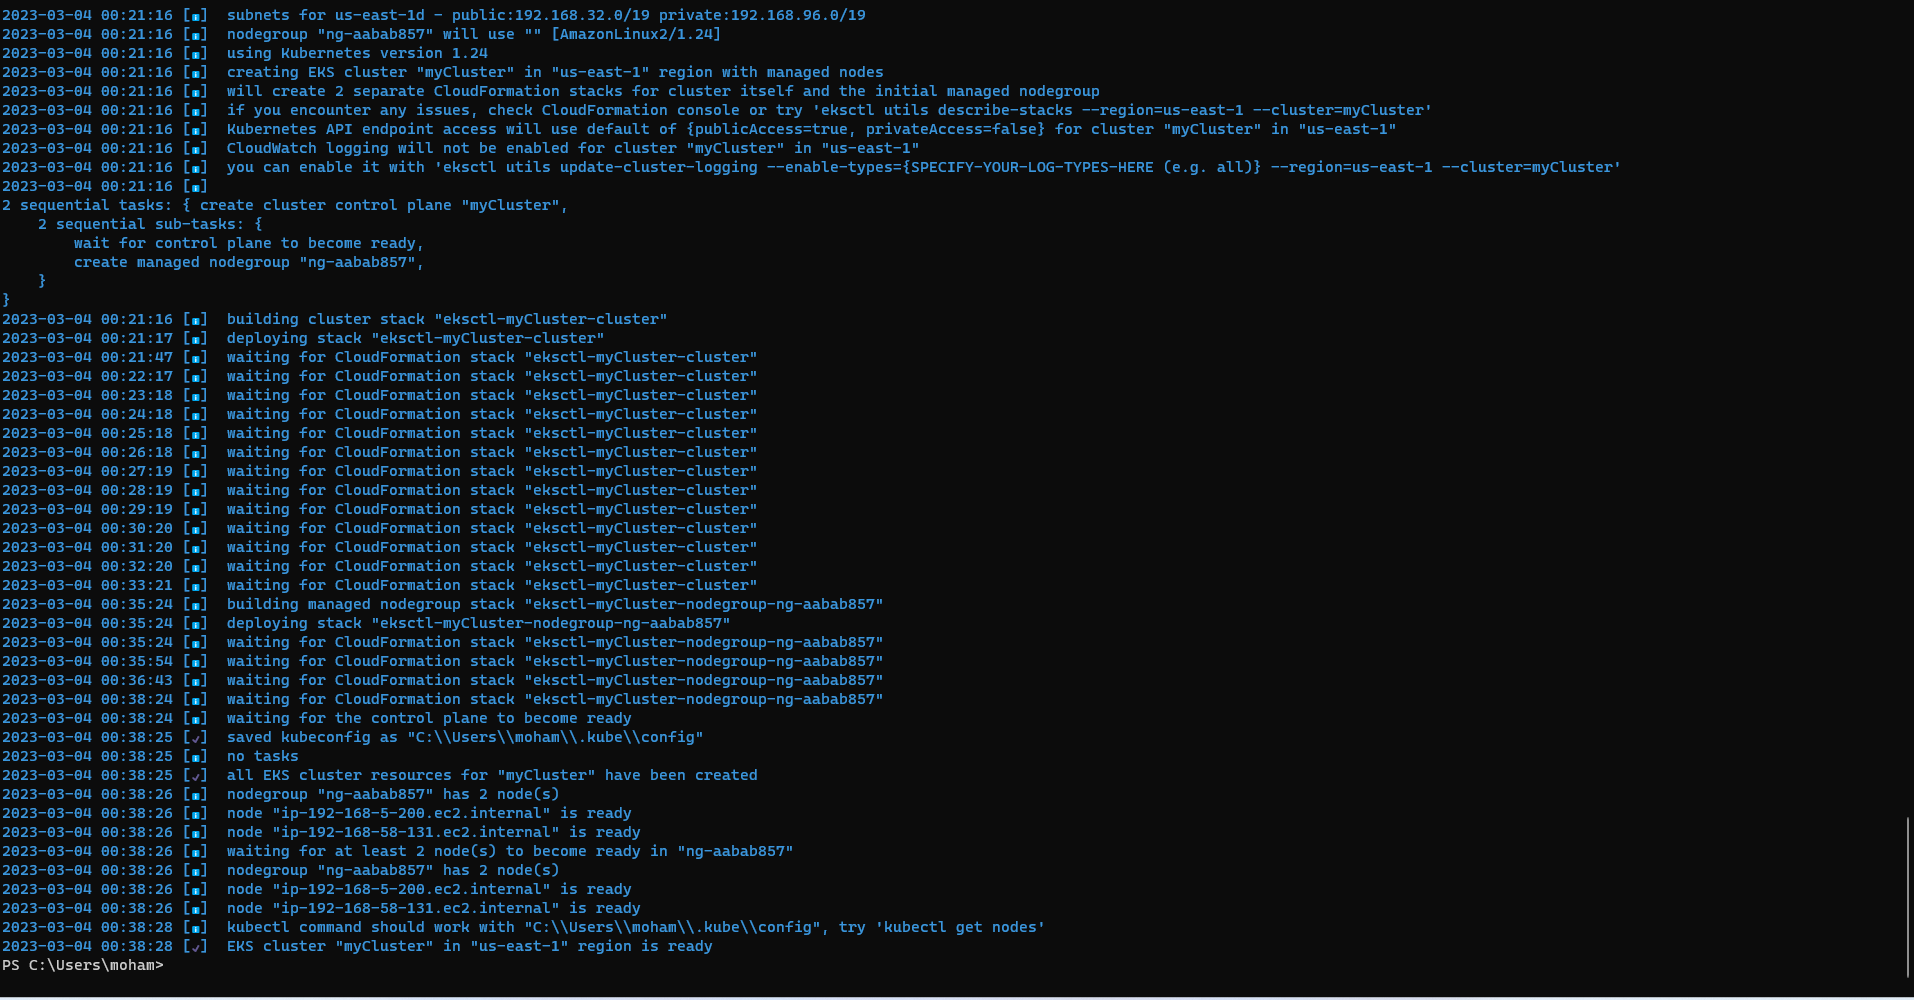 2023-03-04 00:21:16 [ℹ]  subnets for us-east-1d - public:192.168.32.0/19 private:192.168.96.0/19
2023-03-04 00:21:16 [ℹ]  nodegroup "ng-aabab857" will use "" [AmazonLinux2/1.24]
2023-03-04 00:21:16 [ℹ]  using Kubernetes version 1.24
2023-03-04 00:21:16 [ℹ]  creating EKS cluster "myCluster" in "us-east-1" region with managed nodes
2023-03-04 00:21:16 [ℹ]  will create 2 separate CloudFormation stacks for cluster itself and the initial managed nodegroup
2023-03-04 00:21:16 [ℹ]  if you encounter any issues, check CloudFormation console or try 'eksctl utils describe-stacks --region=us-east-1 --cluster=myCluster'
2023-03-04 00:21:16 [ℹ]  Kubernetes API endpoint access will use default of {publicAccess=true, privateAccess=false} for cluster "myCluster" in "us-east-1"
2023-03-04 00:21:16 [ℹ]  CloudWatch logging will not be enabled for cluster "myCluster" in "us-east-1"
2023-03-04 00:21:16 [ℹ]  you can enable it with 'eksctl utils update-cluster-logging --enable-types={SPECIFY-YOUR-LOG-TYPES-HERE (e.g. all)} --region=us-east-1 --cluster=myCluster'
2023-03-04 00:21:16 [ℹ]
2 sequential tasks: { create cluster control plane "myCluster",
    2 sequential sub-tasks: {
        wait for control plane to become ready,
        create managed nodegroup "ng-aabab857",
    }
}
2023-03-04 00:21:16 [ℹ]  building cluster stack "eksctl-myCluster-cluster"
2023-03-04 00:21:17 [ℹ]  deploying stack "eksctl-myCluster-cluster"
2023-03-04 00:21:47 [ℹ]  waiting for CloudFormation stack "eksctl-myCluster-cluster"
2023-03-04 00:22:17 [ℹ]  waiting for CloudFormation stack "eksctl-myCluster-cluster"
2023-03-04 00:23:18 [ℹ]  waiting for CloudFormation stack "eksctl-myCluster-cluster"
2023-03-04 00:24:18 [ℹ]  waiting for CloudFormation stack "eksctl-myCluster-cluster"
2023-03-04 00:25:18 [ℹ]  waiting for CloudFormation stack "eksctl-myCluster-cluster"
2023-03-04 00:26:18 [ℹ]  waiting for CloudFormation stack "eksctl-myCluster-cluster"
2023-03-04 00:27:19 [ℹ]  waiting for CloudFormation stack "eksctl-myCluster-cluster"
2023-03-04 00:28:19 [ℹ]  waiting for CloudFormation stack "eksctl-myCluster-cluster"
2023-03-04 00:29:19 [ℹ]  waiting for CloudFormation stack "eksctl-myCluster-cluster"
2023-03-04 00:30:20 [ℹ]  waiting for CloudFormation stack "eksctl-myCluster-cluster"
2023-03-04 00:31:20 [ℹ]  waiting for CloudFormation stack "eksctl-myCluster-cluster"
2023-03-04 00:32:20 [ℹ]  waiting for CloudFormation stack "eksctl-myCluster-cluster"
2023-03-04 00:33:21 [ℹ]  waiting for CloudFormation stack "eksctl-myCluster-cluster"
2023-03-04 00:35:24 [ℹ]  building managed nodegroup stack "eksctl-myCluster-nodegroup-ng-aabab857"
2023-03-04 00:35:24 [ℹ]  deploying stack "eksctl-myCluster-nodegroup-ng-aabab857"
2023-03-04 00:35:24 [ℹ]  waiting for CloudFormation stack "eksctl-myCluster-nodegroup-ng-aabab857"
2023-03-04 00:35:54 [ℹ]  waiting for CloudFormation stack "eksctl-myCluster-nodegroup-ng-aabab857"
2023-03-04 00:36:43 [ℹ]  waiting for CloudFormation stack "eksctl-myCluster-nodegroup-ng-aabab857"
2023-03-04 00:38:24 [ℹ]  waiting for CloudFormation stack "eksctl-myCluster-nodegroup-ng-aabab857"
2023-03-04 00:38:24 [ℹ]  waiting for the control plane to become ready
2023-03-04 00:38:25 [✓]  saved kubeconfig as "C:\\Users\\moham\\.kube\\config"
2023-03-04 00:38:25 [ℹ]  no tasks
2023-03-04 00:38:25 [✓]  all EKS cluster resources for "myCluster" have been created
2023-03-04 00:38:26 [ℹ]  nodegroup "ng-aabab857" has 2 node(s)
2023-03-04 00:38:26 [ℹ]  node "ip-192-168-5-200.ec2.internal" is ready
2023-03-04 00:38:26 [ℹ]  node "ip-192-168-58-131.ec2.internal" is ready
2023-03-04 00:38:26 [ℹ]  waiting for at least 2 node(s) to become ready in "ng-aabab857"
2023-03-04 00:38:26 [ℹ]  nodegroup "ng-aabab857" has 2 node(s)
2023-03-04 00:38:26 [ℹ]  node "ip-192-168-5-200.ec2.internal" is ready
2023-03-04 00:38:26 [ℹ]  node "ip-192-168-58-131.ec2.internal" is ready
2023-03-04 00:38:28 [ℹ]  kubectl command should work with "C:\\Users\\moham\\.kube\\config", try 'kubectl get nodes'
2023-03-04 00:38:28 [✓]  EKS cluster "myCluster" in "us-east-1" region is ready
PS C:\Users\moham>